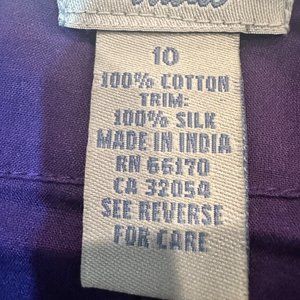 10
100% COTTON
TRIM:
100% SILK
MADE IN INDIA
RN 66170
CA 32054
SEE REVERSE
FOR CARE